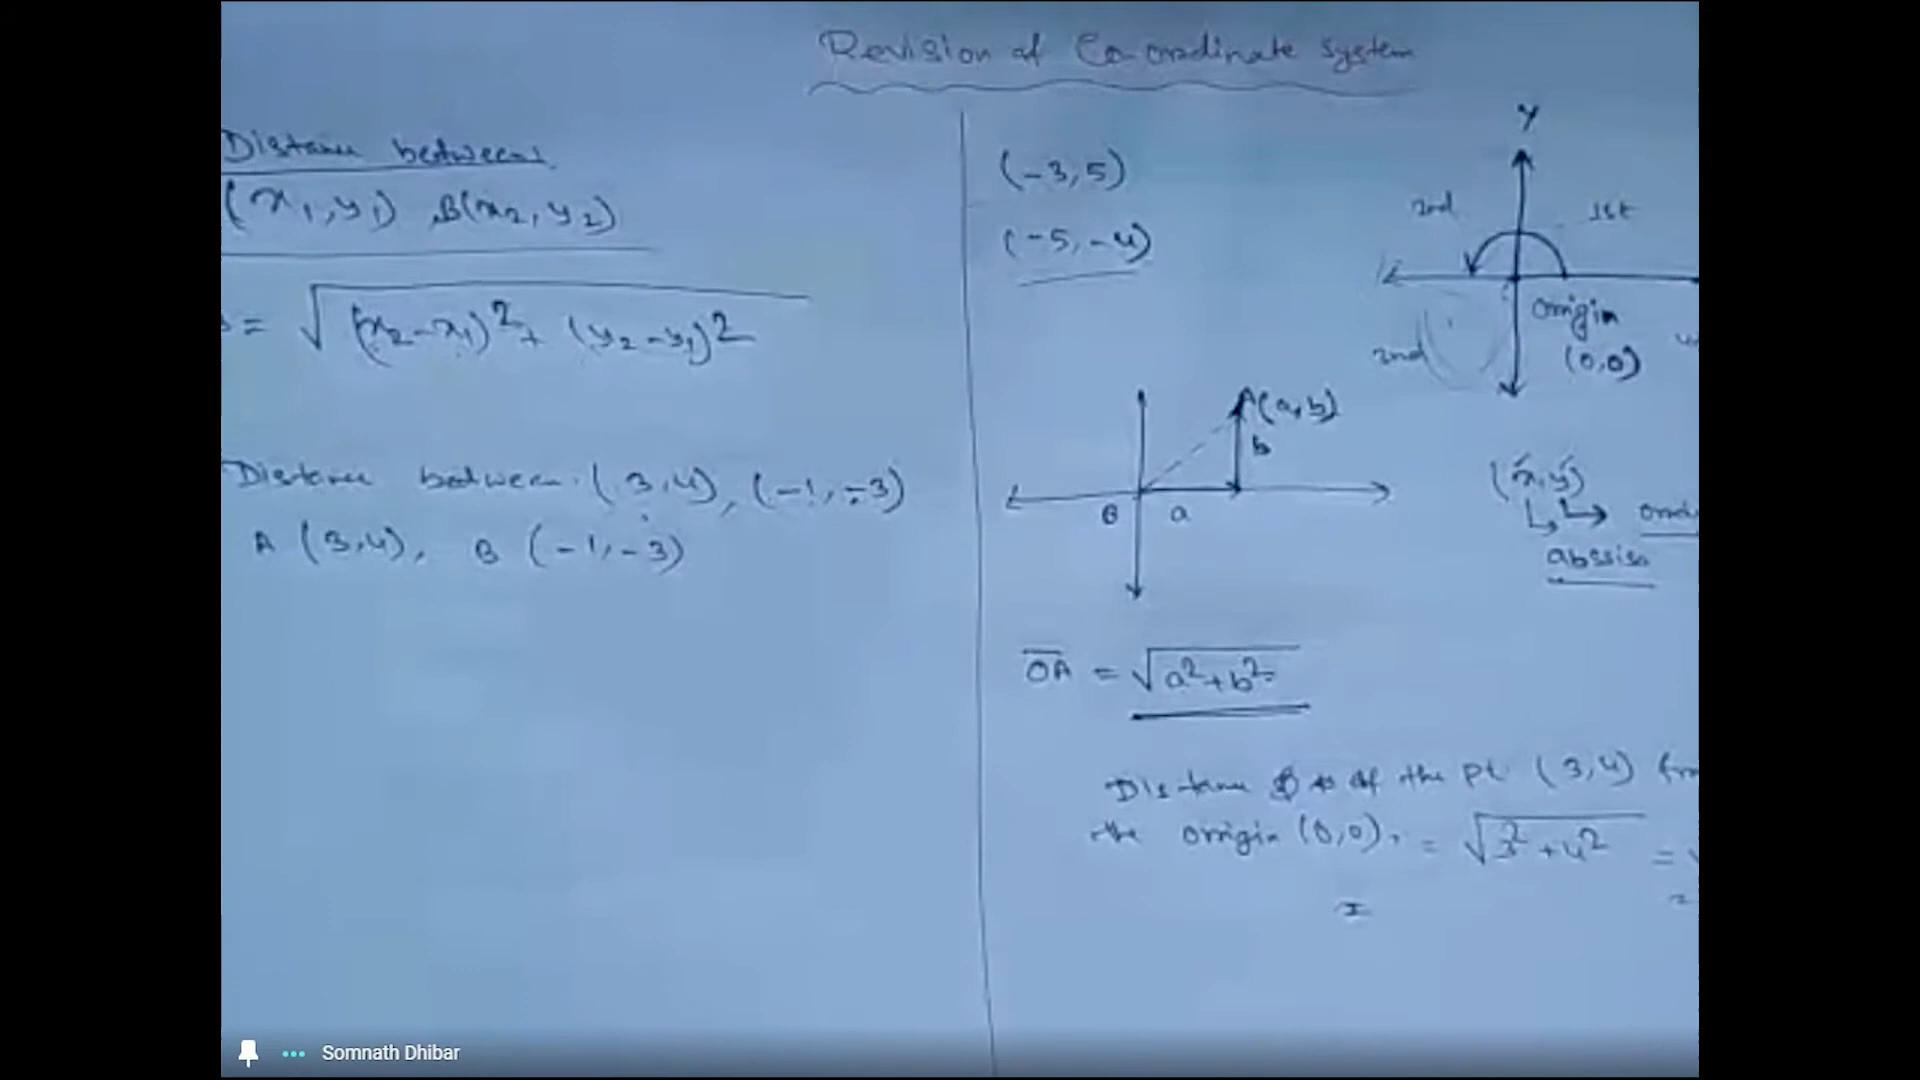 Revision of Co-ordinate system
Distance between
(x₁, y₁) B(x₂, y₂)
= √(x₂-x₁)² + (y₂-y₁)²
Distance between (3,4), (-1,-3)
A (3,4), B (-1,-3)
(-3,5)
(-5,-4)
Y
2nd 1st
origin
2nd (0,0)
A(a,b)
b
a
(x,y)
abssiss
OA = √a²+b²
Distance of the pt (3,4)
the origin (0,0), = √3²+4² =
=
Somnath Dhibar